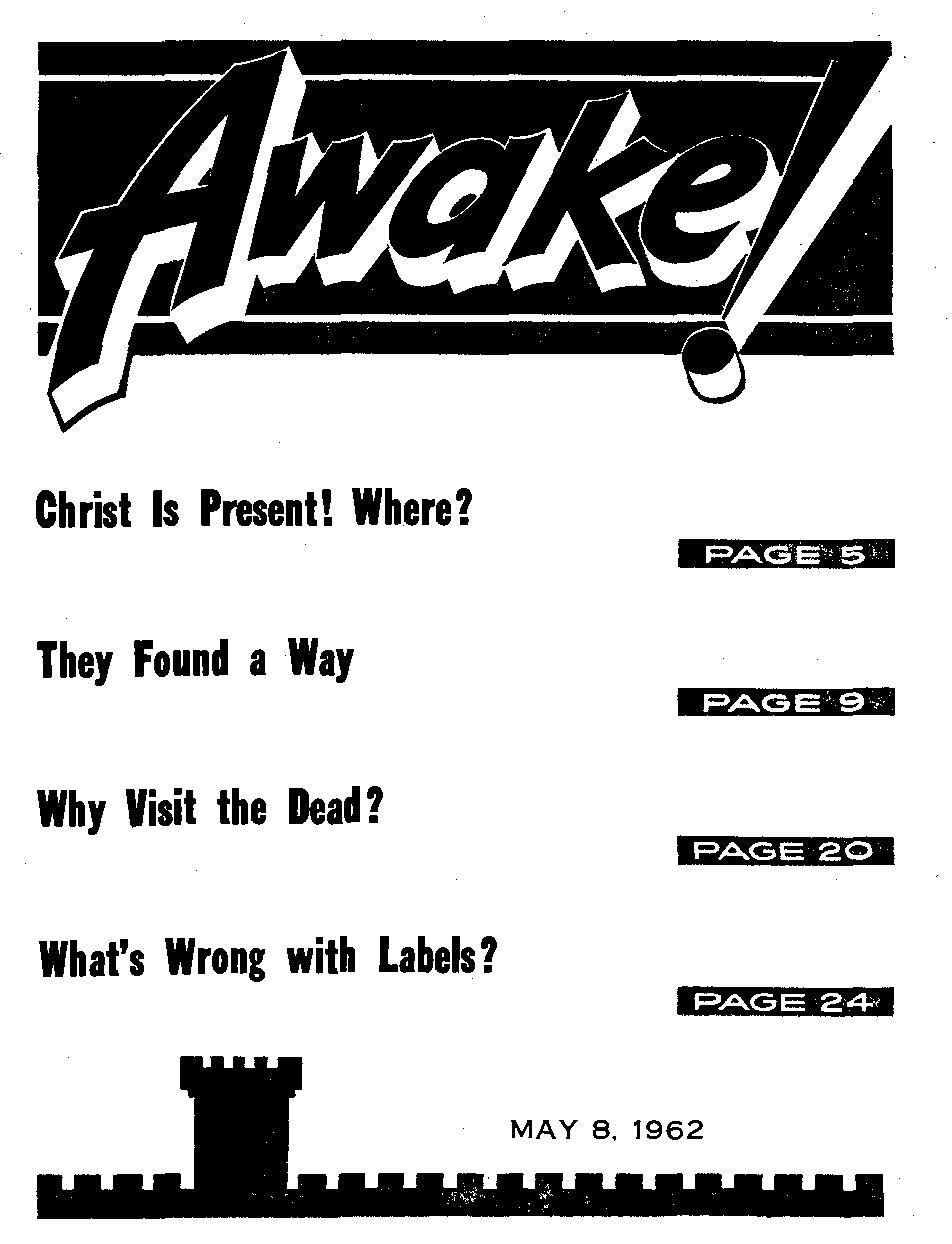 Awake!
Christ Is Present! Where?
PAGE 5
They Found a Way
PAGE 9
Why Visit the Dead?
PAGE 20
What's Wrong with Labels?
PAGE 24
MAY 8, 1962